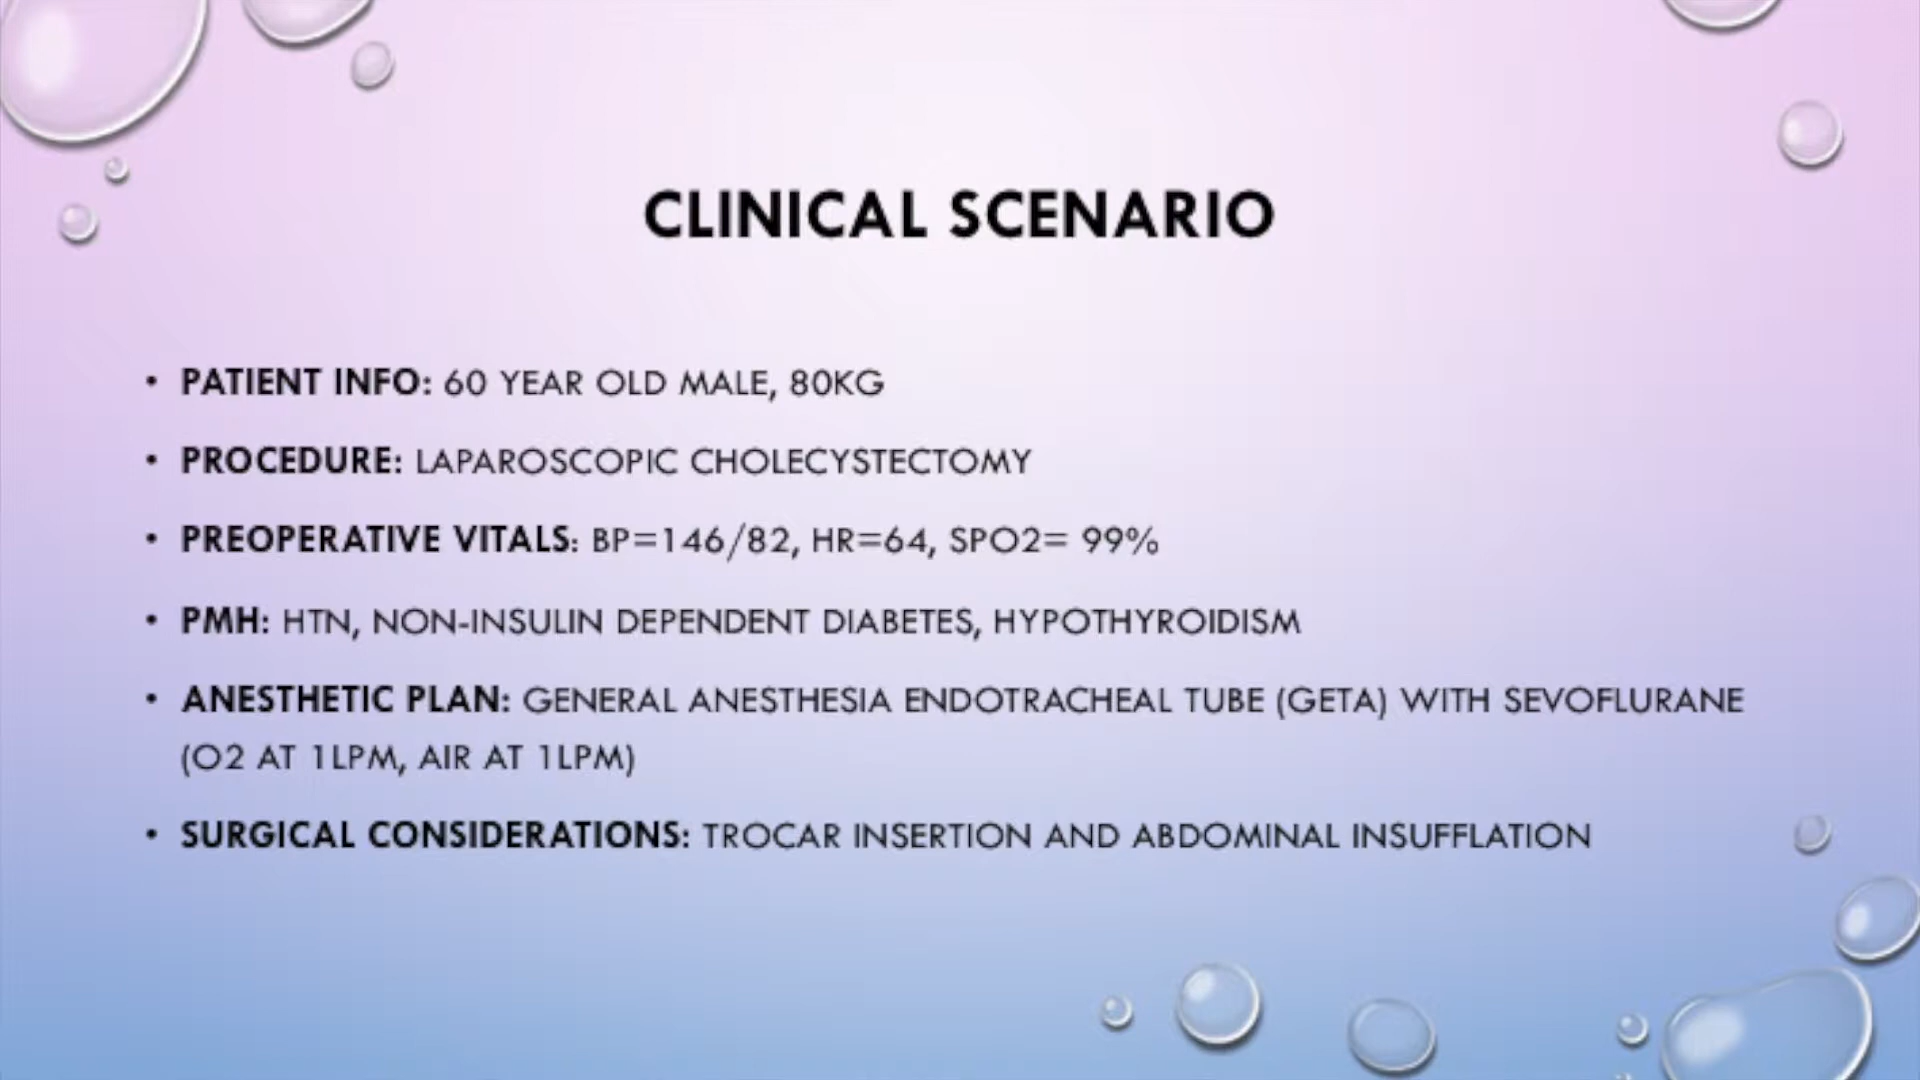 CLINICAL SCENARIO
• PATIENT INFO: 60 YEAR OLD MALE, 80KG
• PROCEDURE: LAPAROSCOPIC CHOLECYSTECTOMY
• PREOPERATIVE VITALS: BP=146/82, HR=64, SPO2= 99%
• PMH: HTN, NON-INSULIN DEPENDENT DIABETES, HYPOTHYROIDISM
• ANESTHETIC PLAN: GENERAL ANESTHESIA ENDOTRACHEAL TUBE (GETA) WITH SEVOFLURANE
(O2 AT 1LPM, AIR AT 1LPM)
• SURGICAL CONSIDERATIONS: TROCAR INSERTION AND ABDOMINAL INSUFFLATION